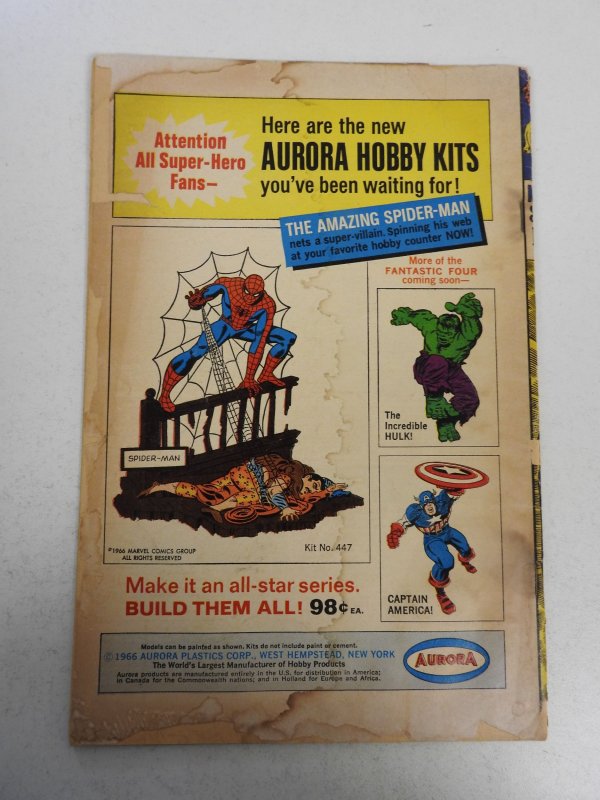 Attention
All Super-Hero
Fans—
Here are the new
AURORA HOBBY KITS
you've been waiting for!
THE AMAZING SPIDER-MAN
nets a super-villain. Spinning his web
at your favorite hobby counter NOW!
More of the
FANTASTIC FOUR
coming soon—
The
Incredible
HULK!
SPIDER-MAN
©1966 MARVEL COMICS GROUP
ALL RIGHTS RESERVED
Kit No. 447
CAPTAIN
AMERICA!
Make it an all-star series.
BUILD THEM ALL! 98¢ EA.
Models can be painted as shown. Kits do not include paint or cement.
© 1966 AURORA PLASTICS CORP., WEST HEMPSTEAD, NEW YORK
The World's Largest Manufacturer of Hobby Products
Aurora products are manufactured entirely in the U.S. for distribution in America;
in Canada for the Commonwealth nations; and in Holland for Europe and Africa.
AURORA